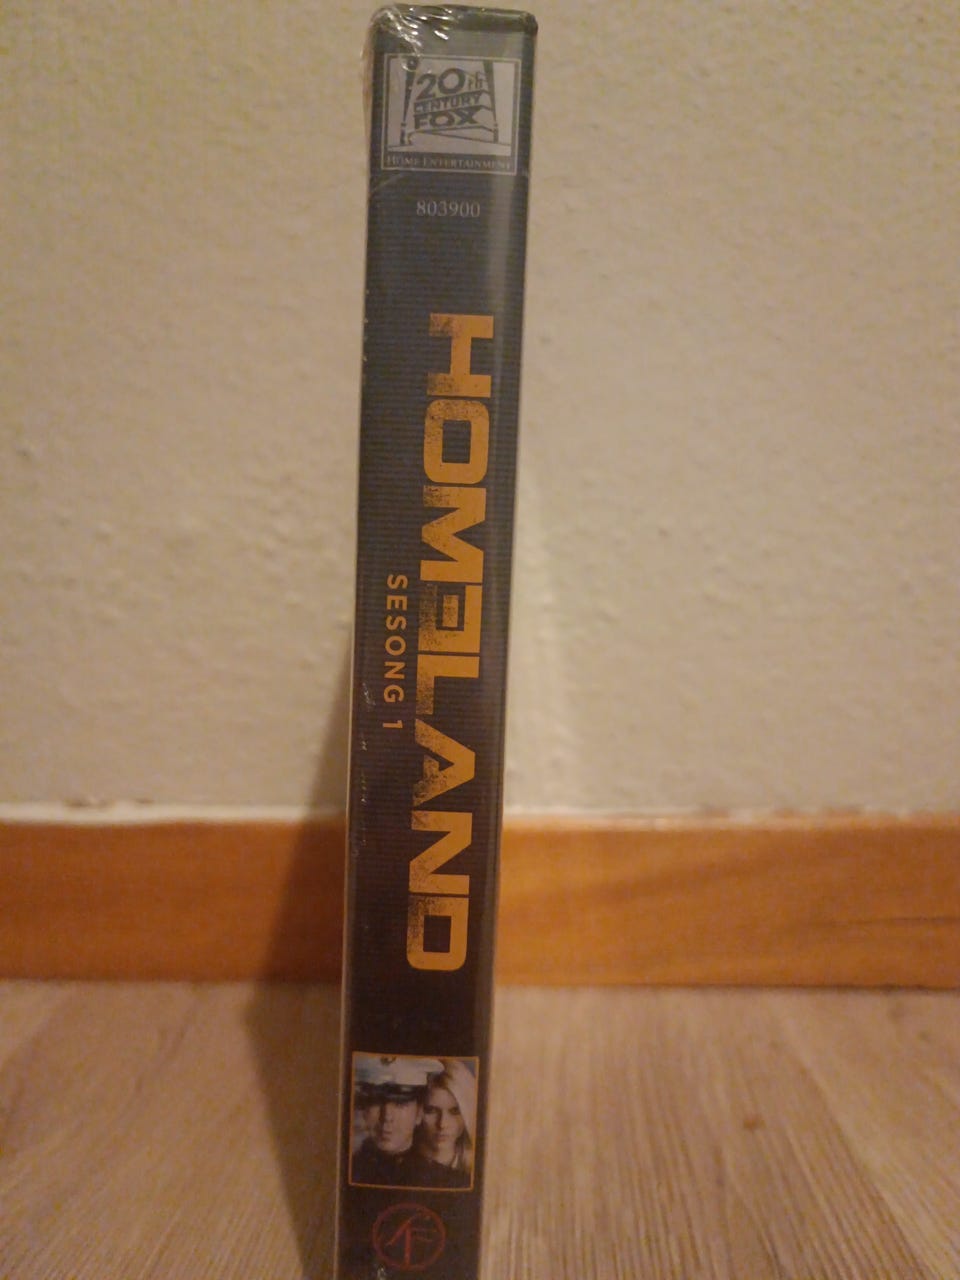 20th
CENTURY
FOX
HOME ENTERTAINMENT
803900
HOMELAND
SESONG 1